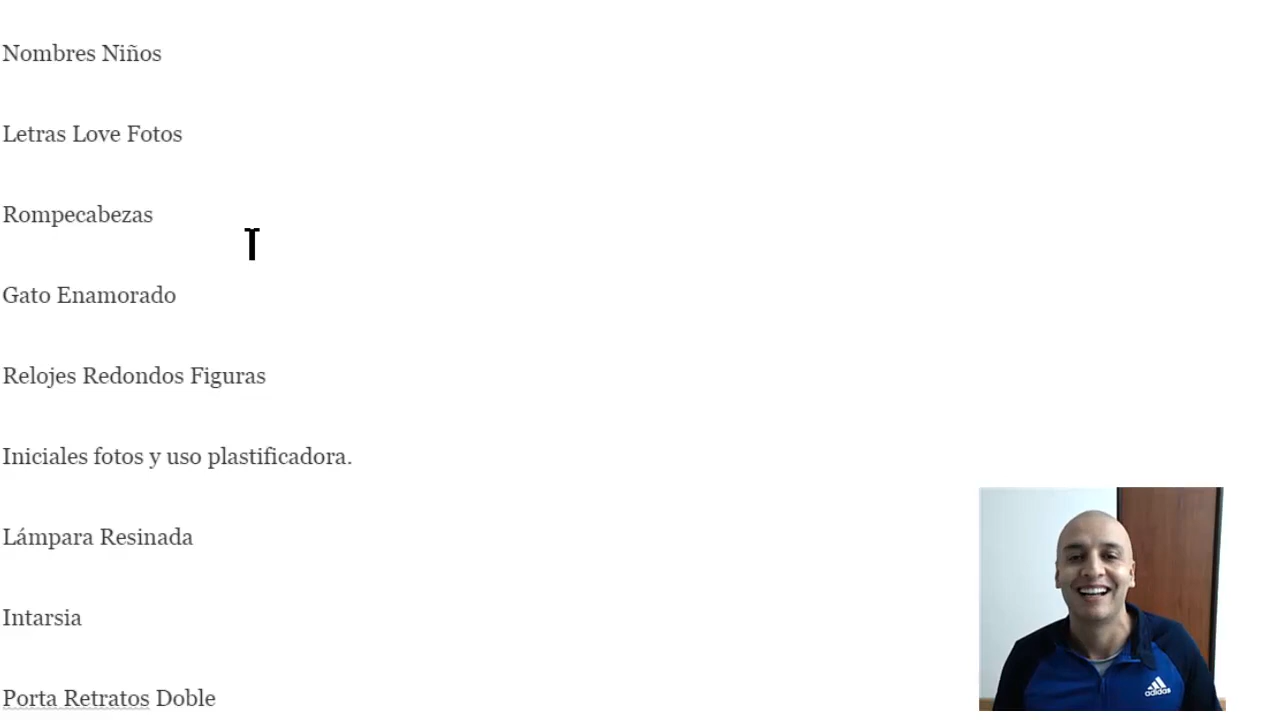 Nombres Niños
Letras Love Fotos
Rompecabezas
Gato Enamorado
Relojes Redondos Figuras
Iniciales fotos y uso plastificadora.
Lámpara Resinada
Intarsia
Porta Retratos Doble
adidas